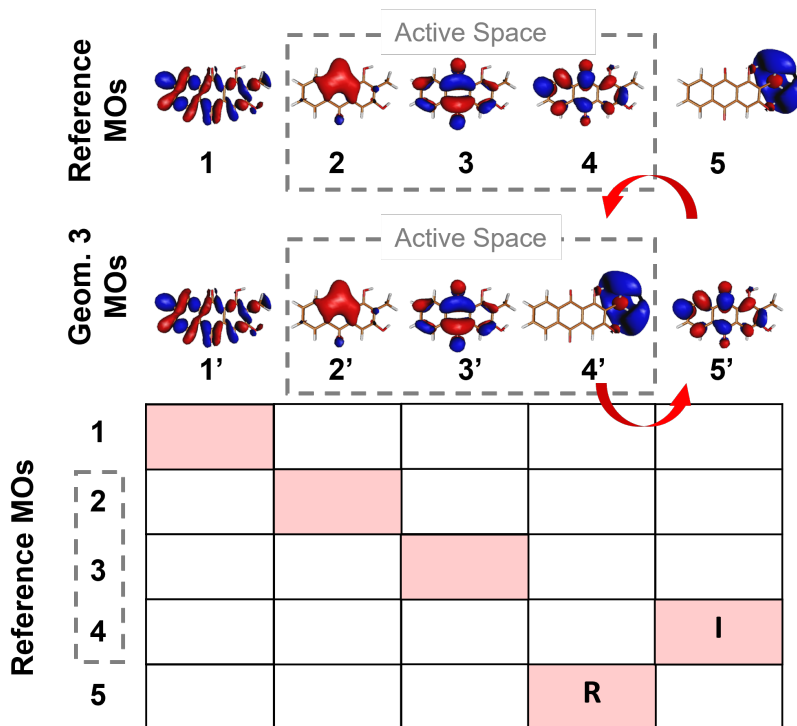 Active Space
Reference
MOs
1 2 3 4 5
Active Space
Geom. 3
MOs
1' 2' 3' 4' 5'
Reference MOs
1
2
3
4 I
5 R